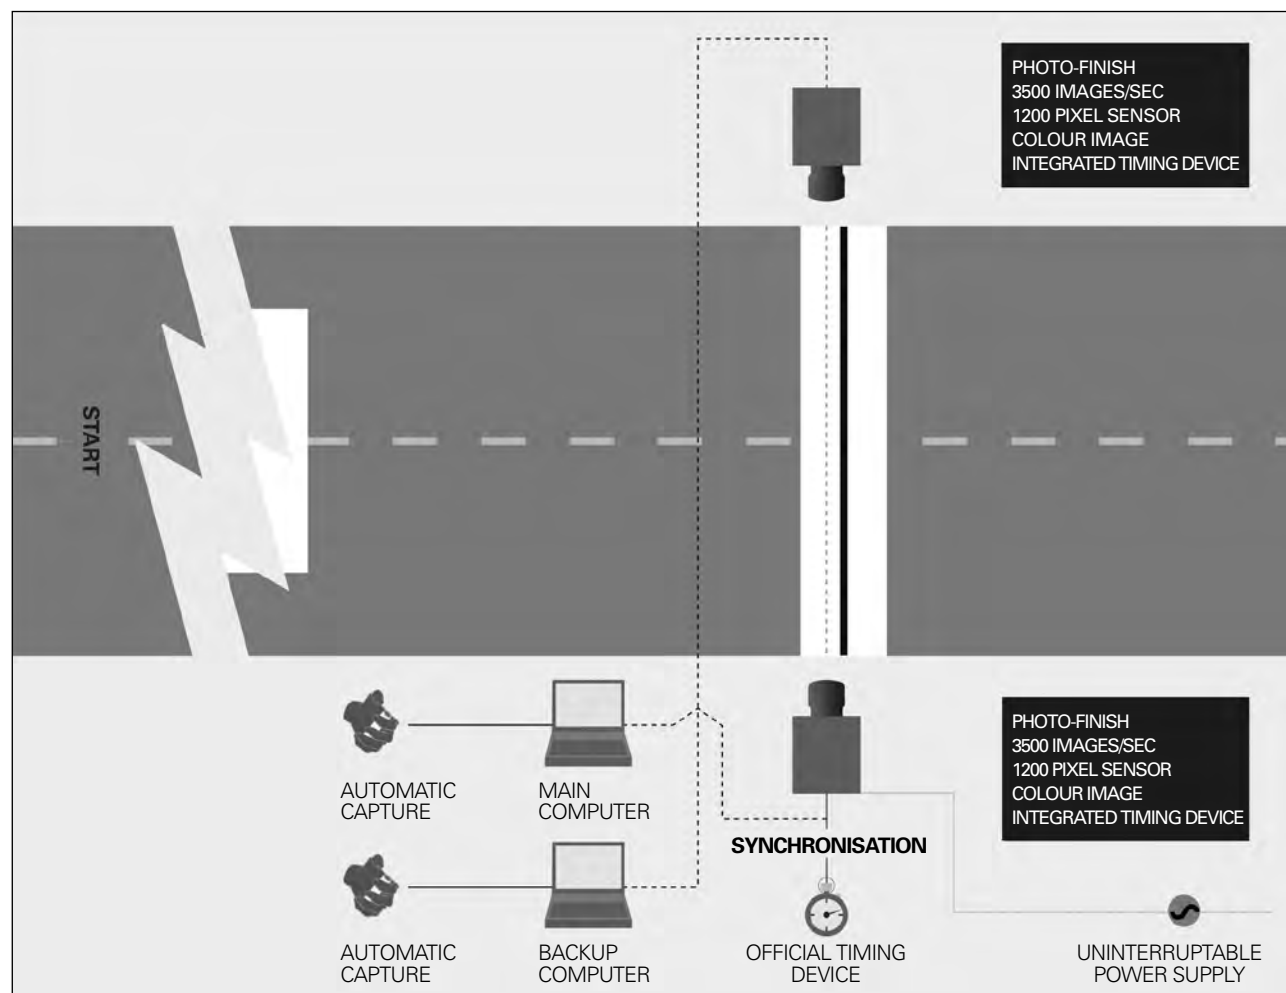 PHOTO-FINISH
3500 IMAGES/SEC
1200 PIXEL SENSOR
COLOUR IMAGE
INTEGRATED TIMING DEVICE
START
AUTOMATIC
CAPTURE
MAIN
COMPUTER
PHOTO-FINISH
3500 IMAGES/SEC
1200 PIXEL SENSOR
COLOUR IMAGE
INTEGRATED TIMING DEVICE
SYNCHRONISATION
AUTOMATIC
CAPTURE
BACKUP
COMPUTER
OFFICIAL TIMING
DEVICE
UNINTERRUPTABLE
POWER SUPPLY